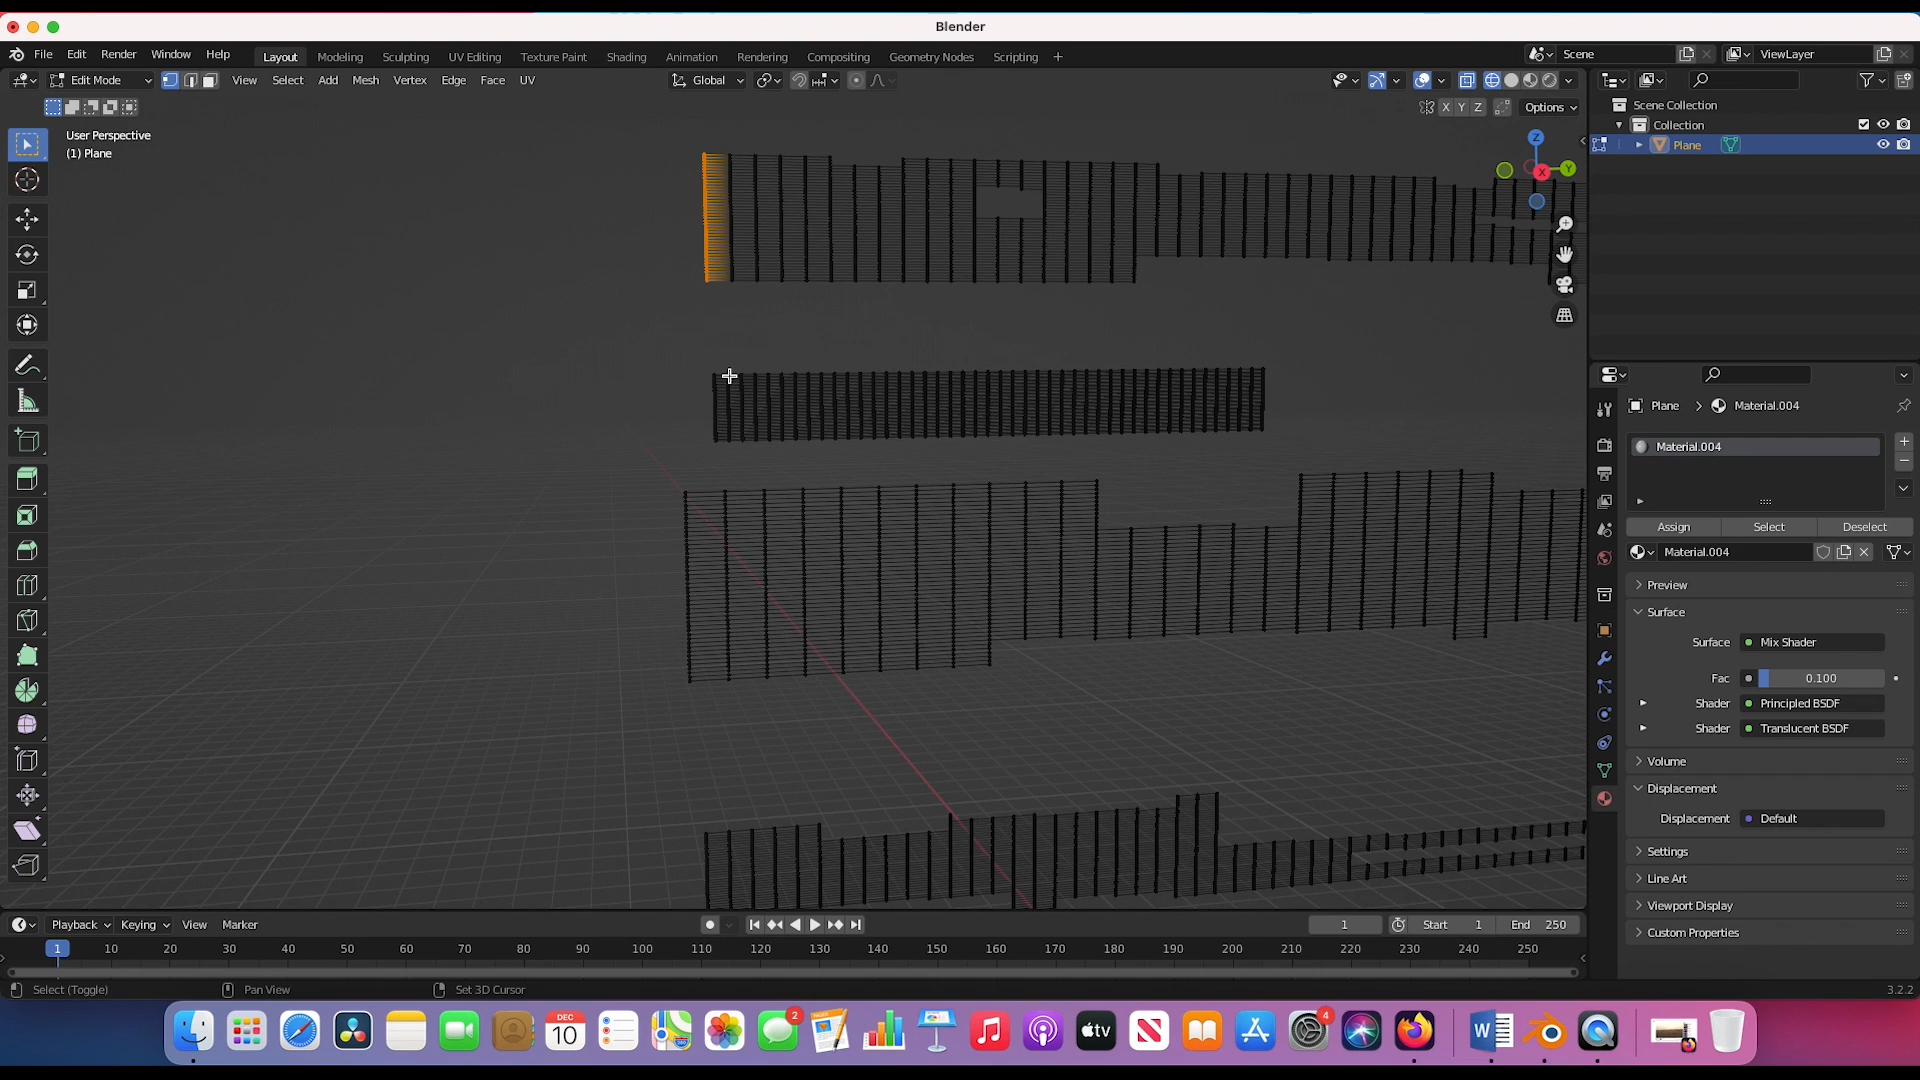 Blender
File Edit Render Window Help Layout Modeling Sculpting UV Editing Texture Paint Shading Animation Rendering Compositing Geometry Nodes Scripting + Scene ViewLayer
Edit Mode View Select Add Mesh Vertex Edge Face UV Global
X Y Z Options
Scene Collection
Collection
Plane
User Perspective
(1) Plane
Z
Y
X
Plane > Material.004
Material.004
Assign Select Deselect
Material.004
Preview
Surface
Surface Mix Shader
Fac 0.100
Shader Principled BSDF
Shader Translucent BSDF
Volume
Displacement
Displacement Default
Settings
Line Art
Viewport Display
Custom Properties
Playback Keying View Marker 1 Start 1 End 250
1 10 20 30 40 50 60 70 80 90 100 110 120 130 140 150 160 170 180 190 200 210 220 230 240 250
Select (Toggle) Pan View Set 3D Cursor 3.2.2
DEC
10
2
tv
4
W